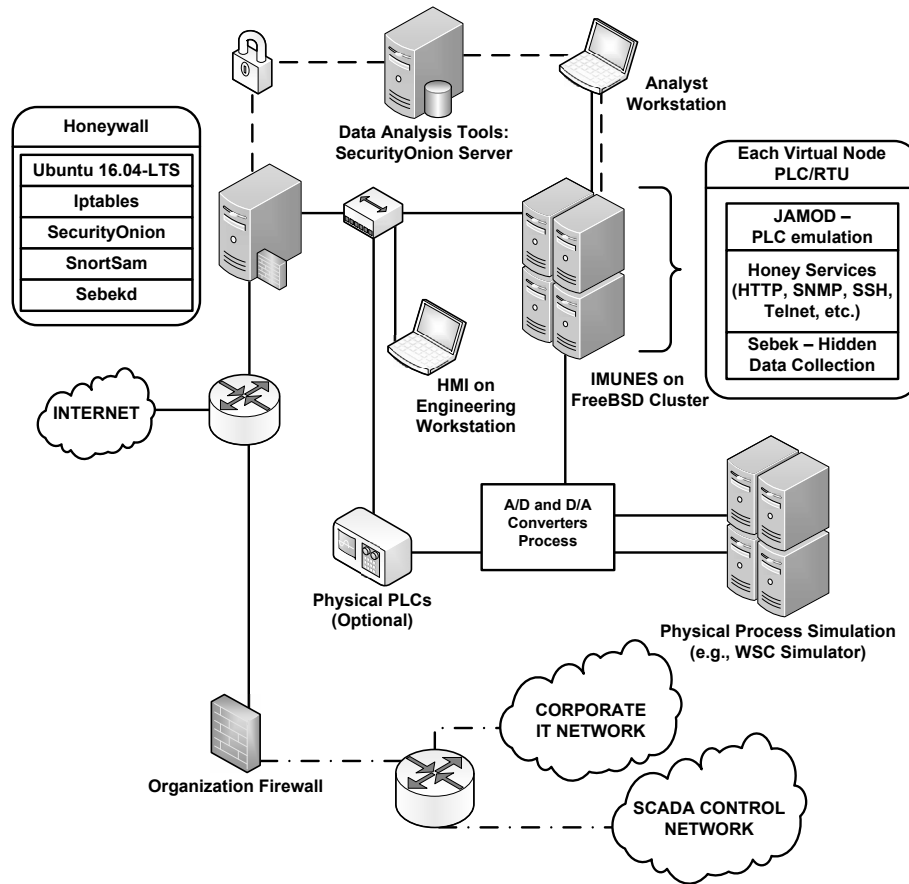 Analyst
Workstation
Data Analysis Tools:
SecurityOnion Server
Honeywall
Ubuntu 16.04-LTS
Iptables
SecurityOnion
SnortSam
Sebekd
Each Virtual Node
PLC/RTU
JAMOD –
PLC emulation
Honey Services
(HTTP, SNMP, SSH,
Telnet, etc.)
Sebek – Hidden
Data Collection
HMI on
Engineering
Workstation
IMUNES on
FreeBSD Cluster
INTERNET
A/D and D/A
Converters
Process
Physical PLCs
(Optional)
Physical Process Simulation
(e.g., WSC Simulator)
CORPORATE
IT NETWORK
Organization Firewall
SCADA CONTROL
NETWORK